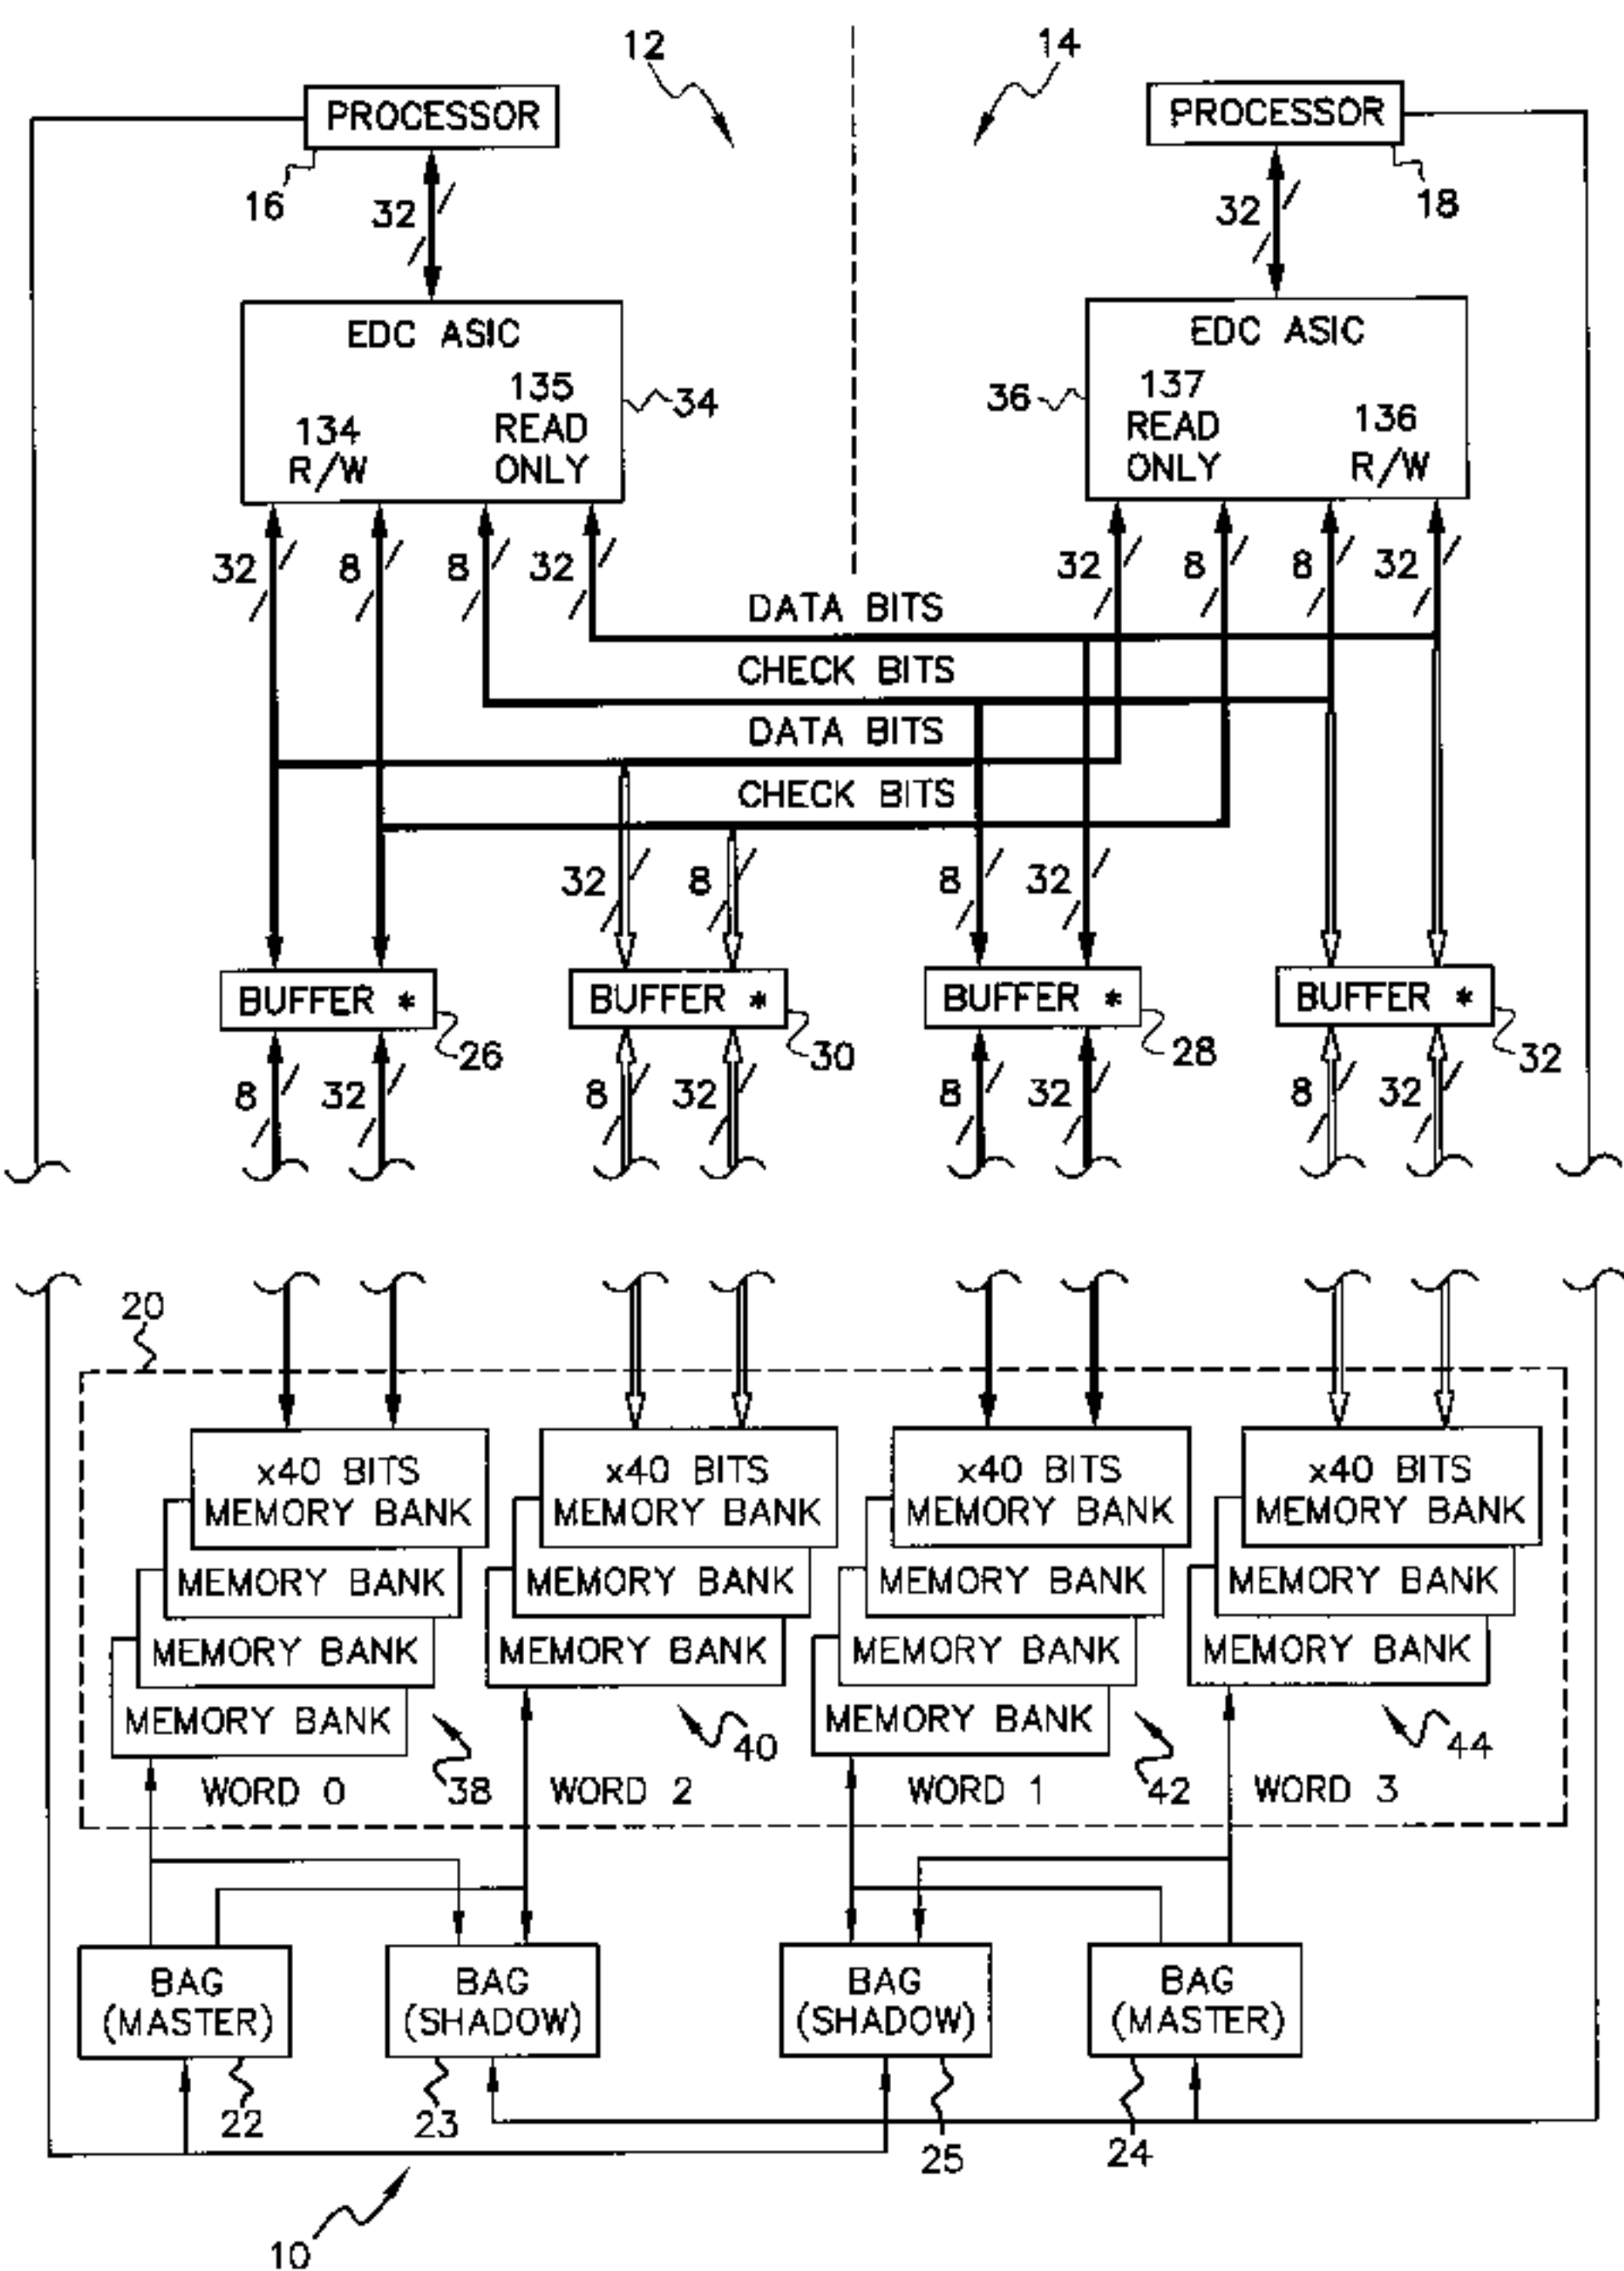 12
14
PROCESSOR
PROCESSOR
16
32
32
18
EDC ASIC
EDC ASIC
135
READ
ONLY
134
R/W
34
36
137
READ
ONLY
136
R/W
32
8
8
32
32
8
8
32
DATA BITS
CHECK BITS
DATA BITS
CHECK BITS
32
8
8
32
BUFFER *
BUFFER *
BUFFER *
BUFFER *
26
30
28
32
8
32
8
32
8
32
8
32
20
x40 BITS
MEMORY BANK
x40 BITS
MEMORY BANK
x40 BITS
MEMORY BANK
x40 BITS
MEMORY BANK
MEMORY BANK
MEMORY BANK
MEMORY BANK
MEMORY BANK
MEMORY BANK
MEMORY BANK
MEMORY BANK
MEMORY BANK
MEMORY BANK
MEMORY BANK
40
44
WORD 0
38
WORD 2
WORD 1
42
WORD 3
BAG
(MASTER)
BAG
(SHADOW)
BAG
(SHADOW)
BAG
(MASTER)
22
23
25
24
10